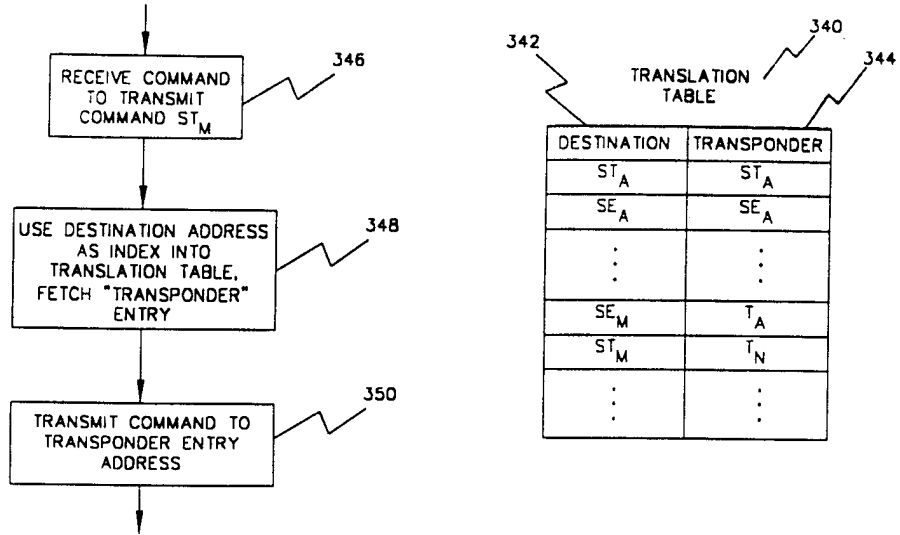 RECEIVE COMMAND
TO TRANSMIT
COMMAND ST_M
346
USE DESTINATION ADDRESS
AS INDEX INTO
TRANSLATION TABLE,
FETCH "TRANSPONDER"
ENTRY
348
TRANSMIT COMMAND TO
TRANSPONDER ENTRY
ADDRESS
350
342
340
344
TRANSLATION
TABLE
DESTINATION TRANSPONDER
ST_A ST_A
SE_A SE_A
SE_M T_A
ST_M T_N